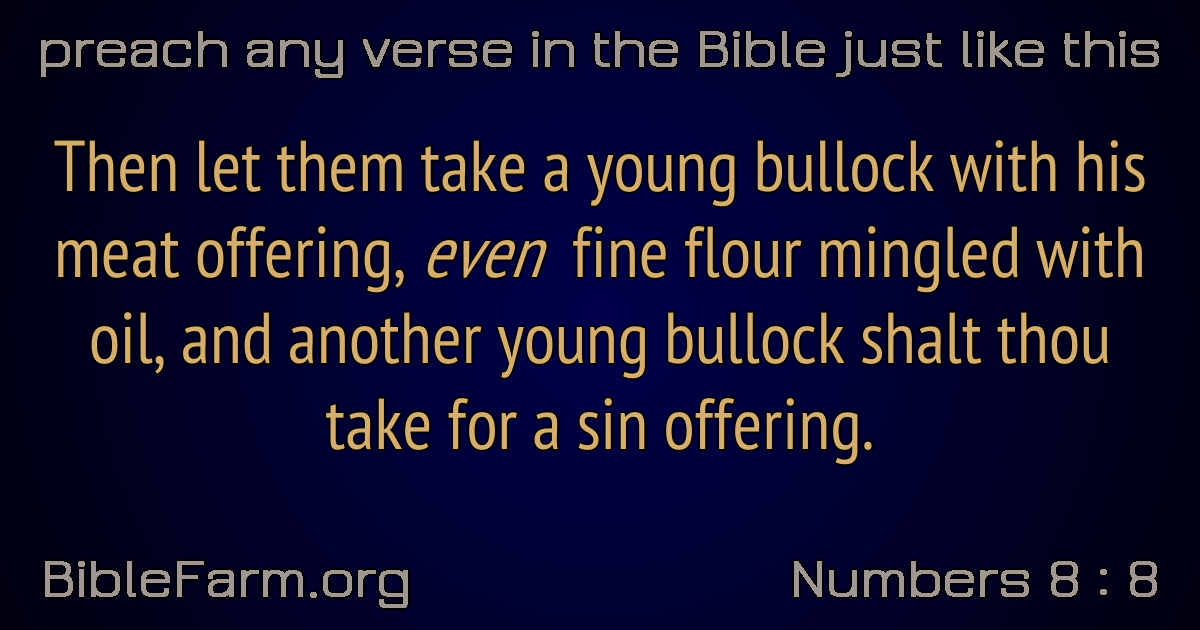 preach any verse in the Bible just like this
Then let them take a young bullock with his
meat offering, even fine flour mingled with
oil, and another young bullock shalt thou
take for a sin offering.
BibleFarm.org
Numbers 8 : 8